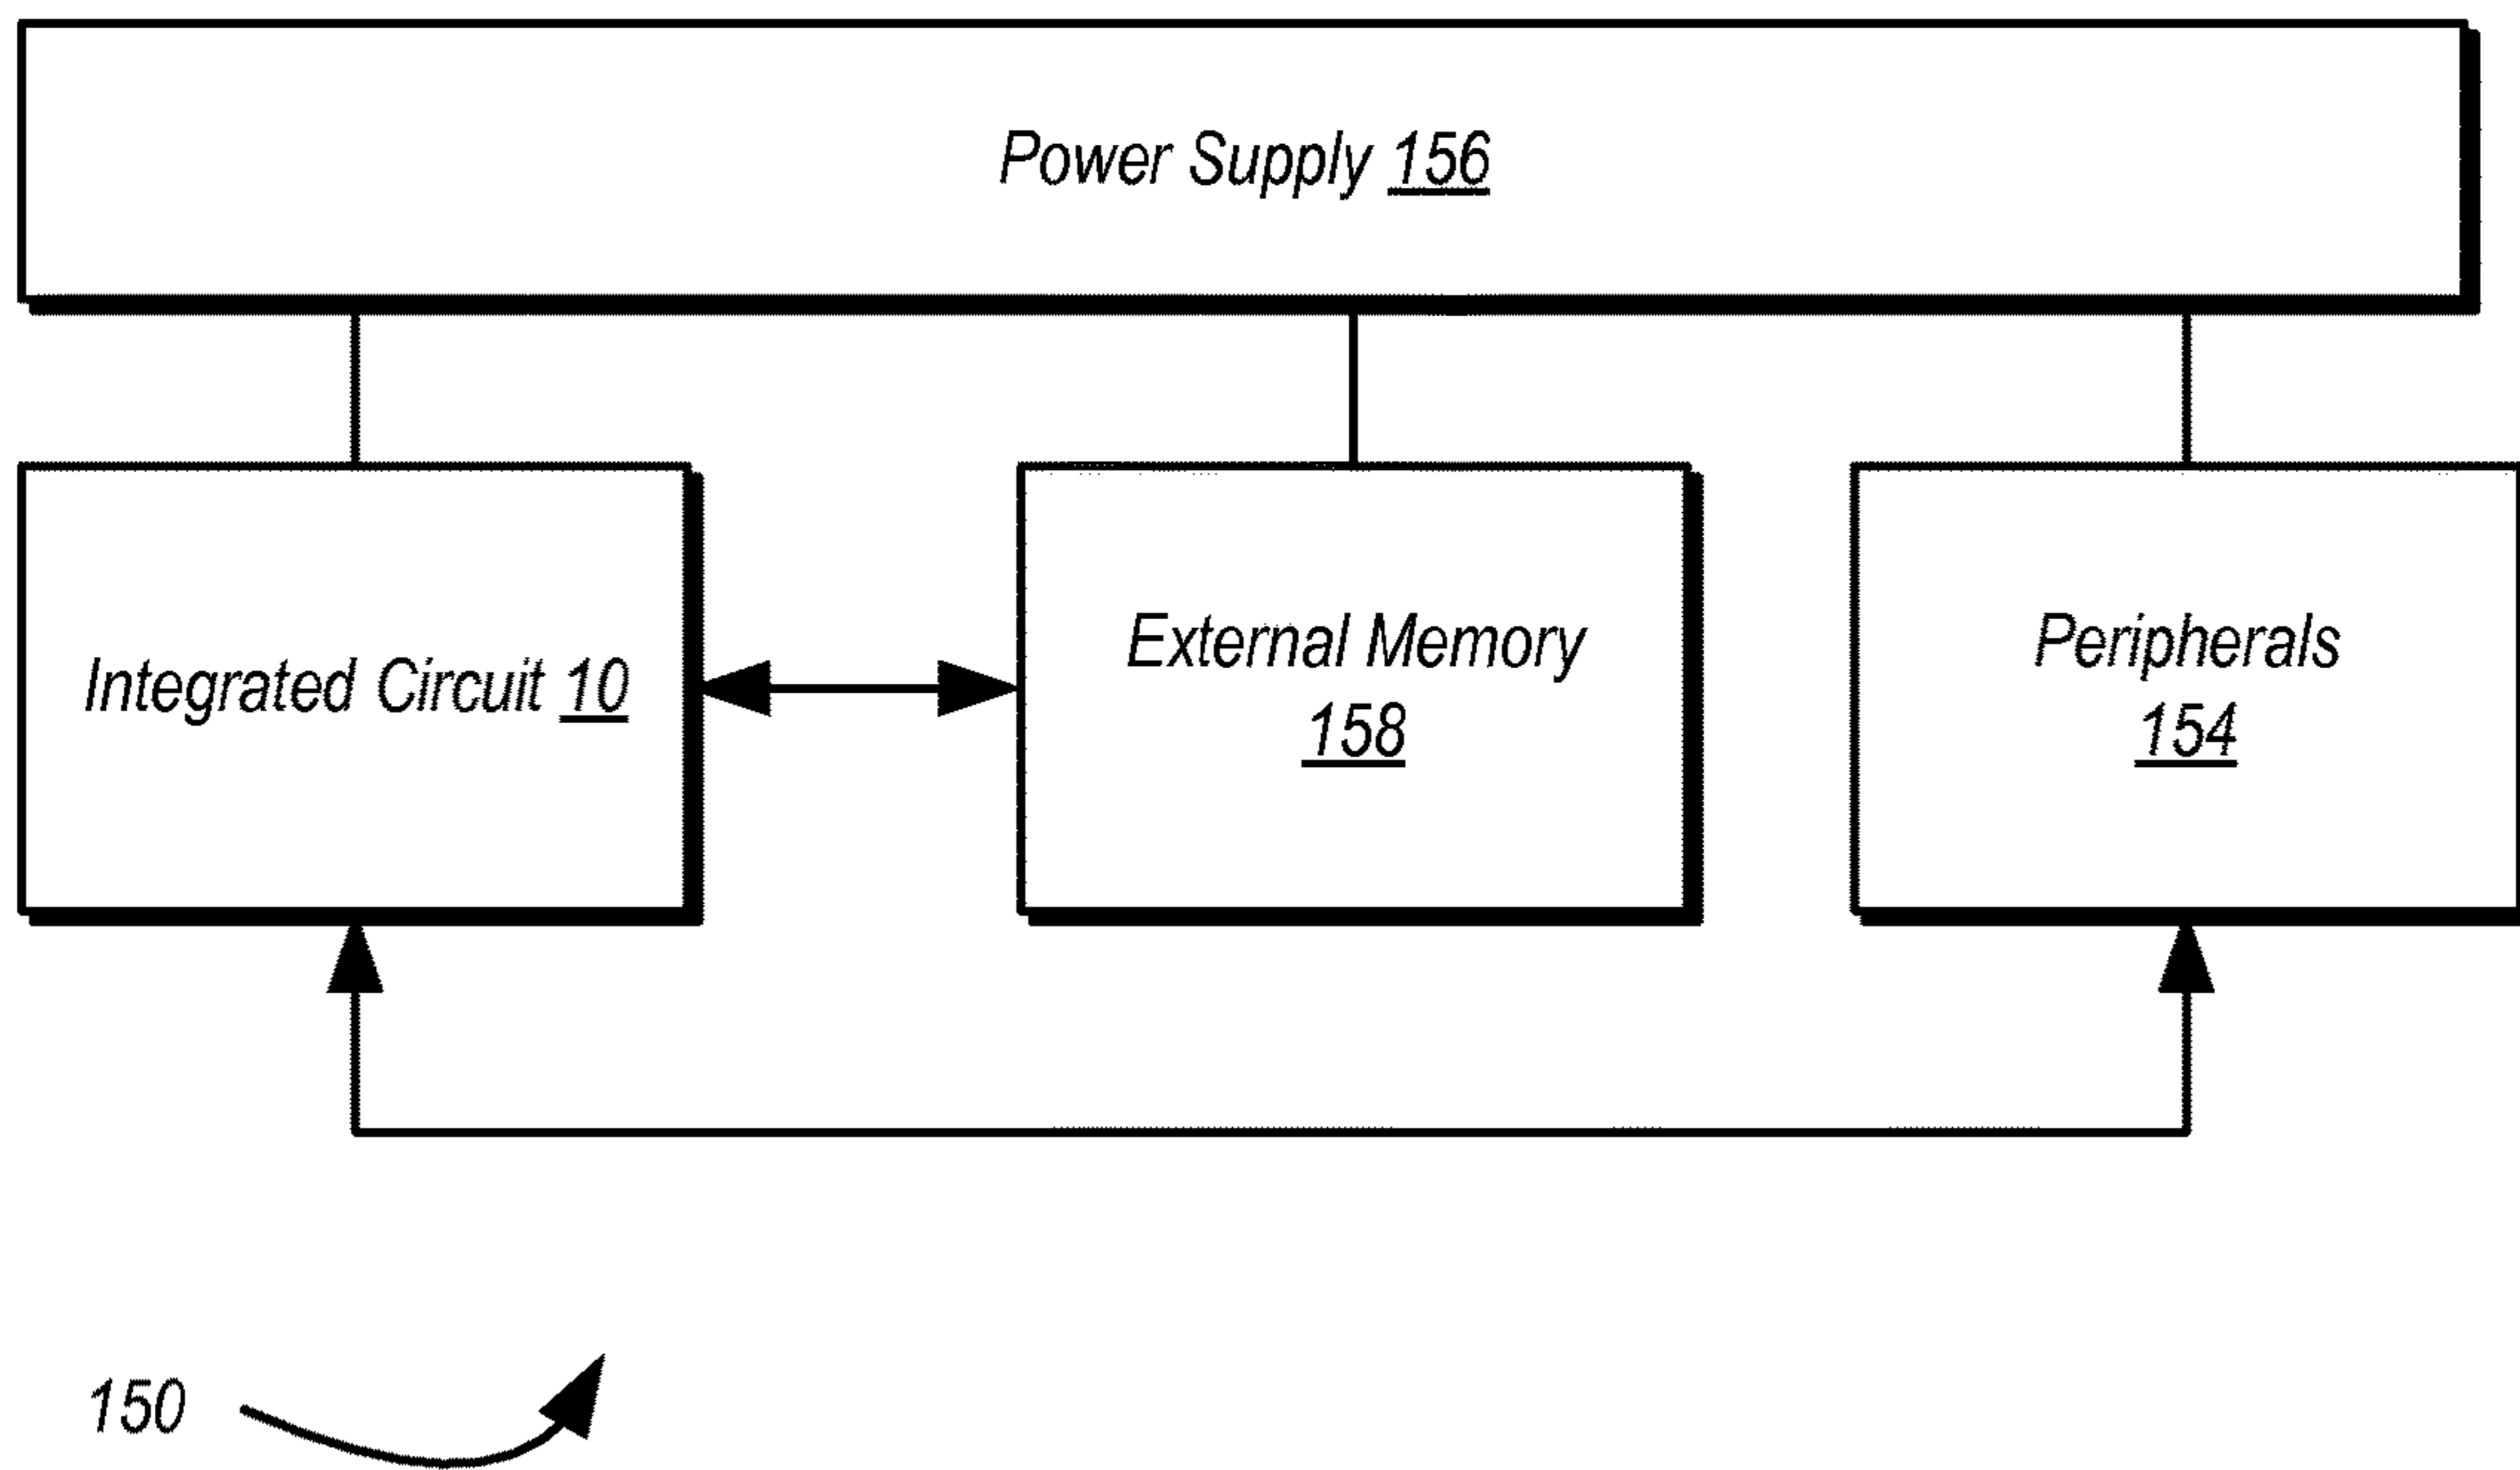 Power Supply 156
Integrated Circuit 10
External Memory
158
Peripherals
154
150